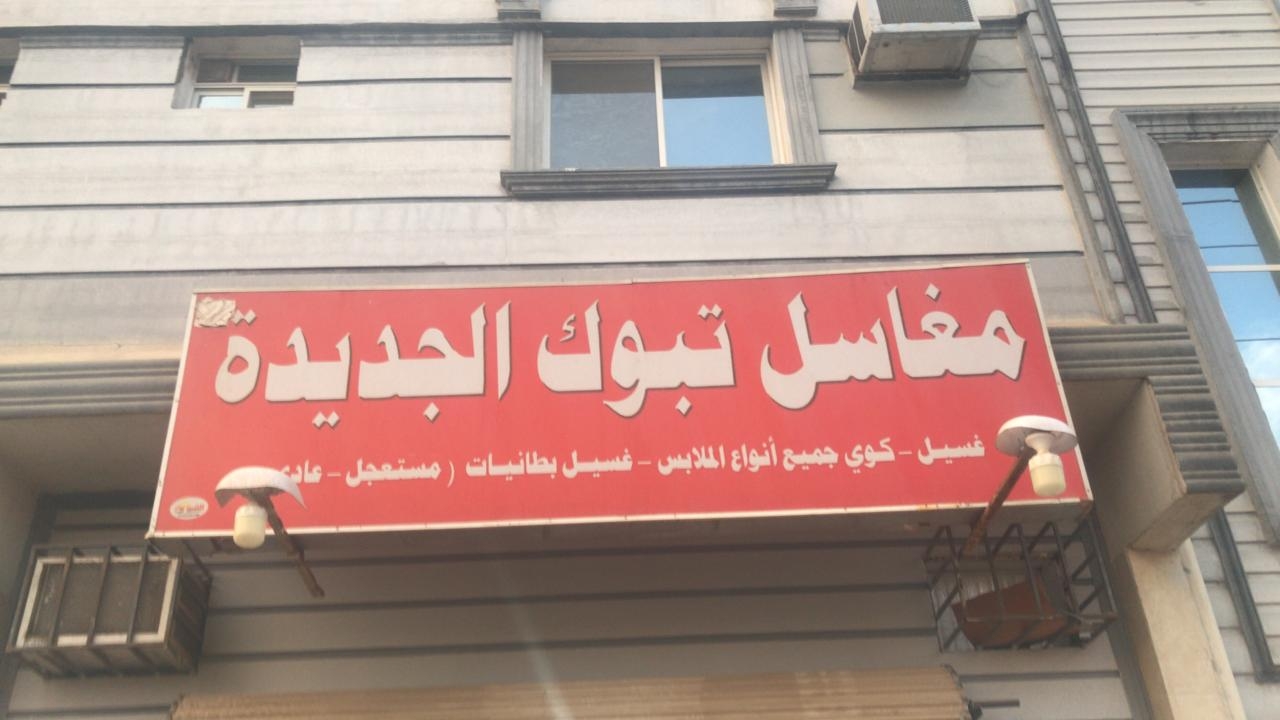 مغاسل تبوك الجديدة
غسيل - كوي جميع أنواع الملابس - غسيل بطانيات ( مستعجل - عادي